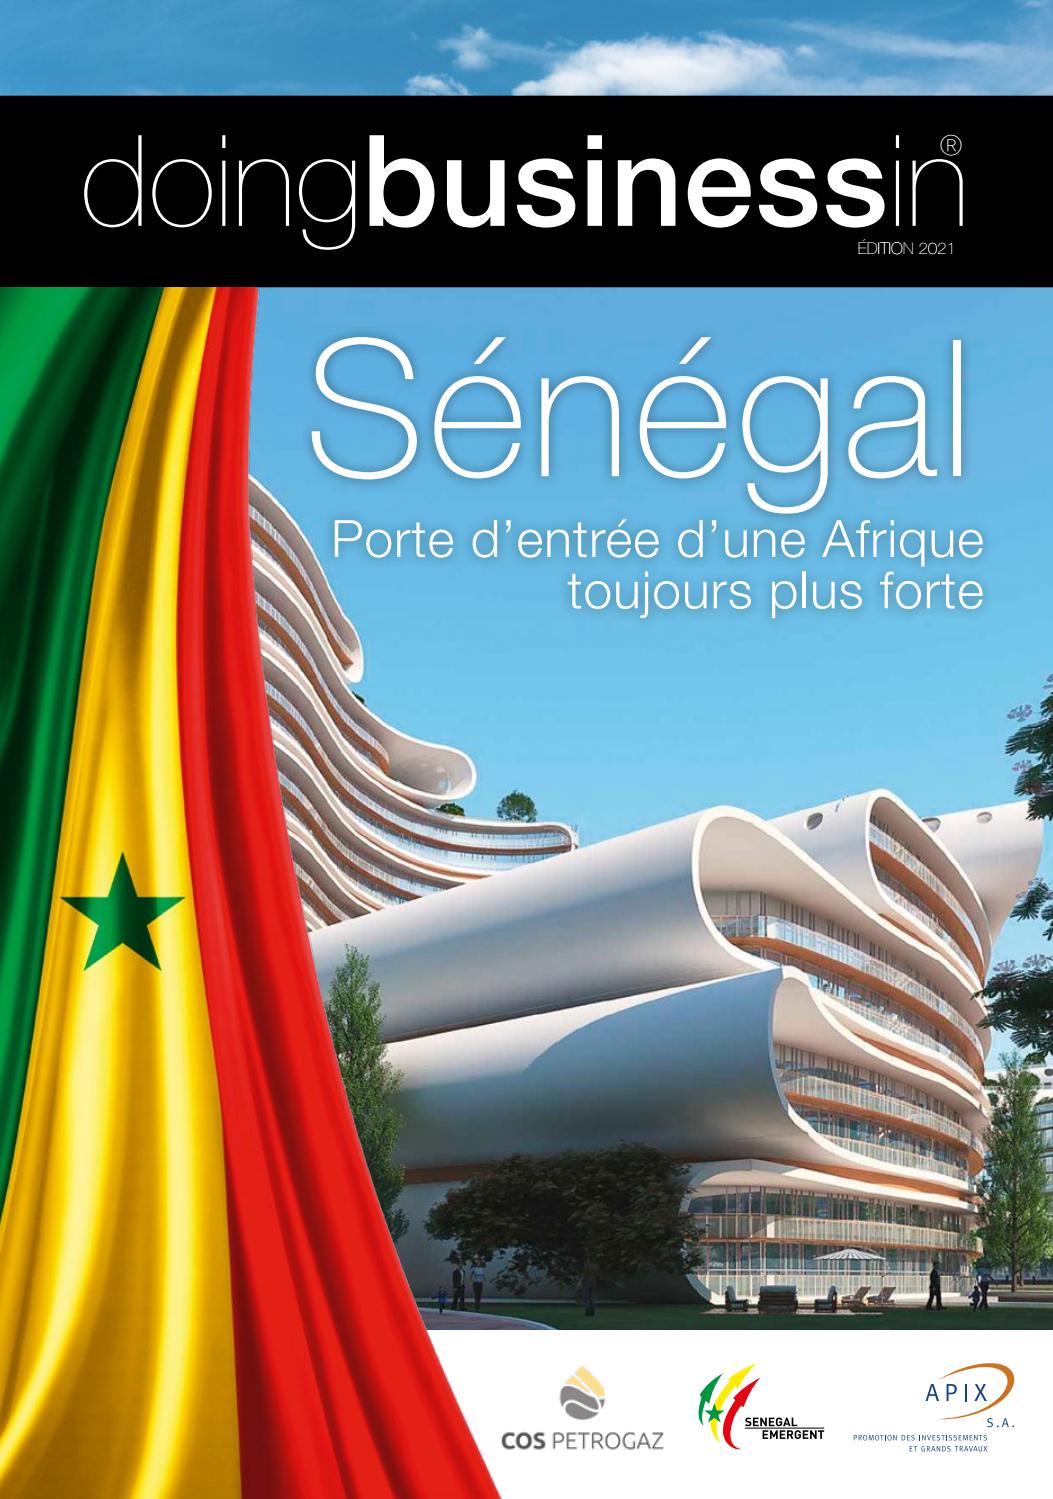 doingbusinessin®
ÉDITION 2021
Sénégal
Porte d’entrée d’une Afrique
toujours plus forte
COS PETROGAZ
SENEGAL
EMERGENT
APIX
S.A.
PROMOTION DES INVESTISSEMENTS
ET GRANDS TRAVAUX